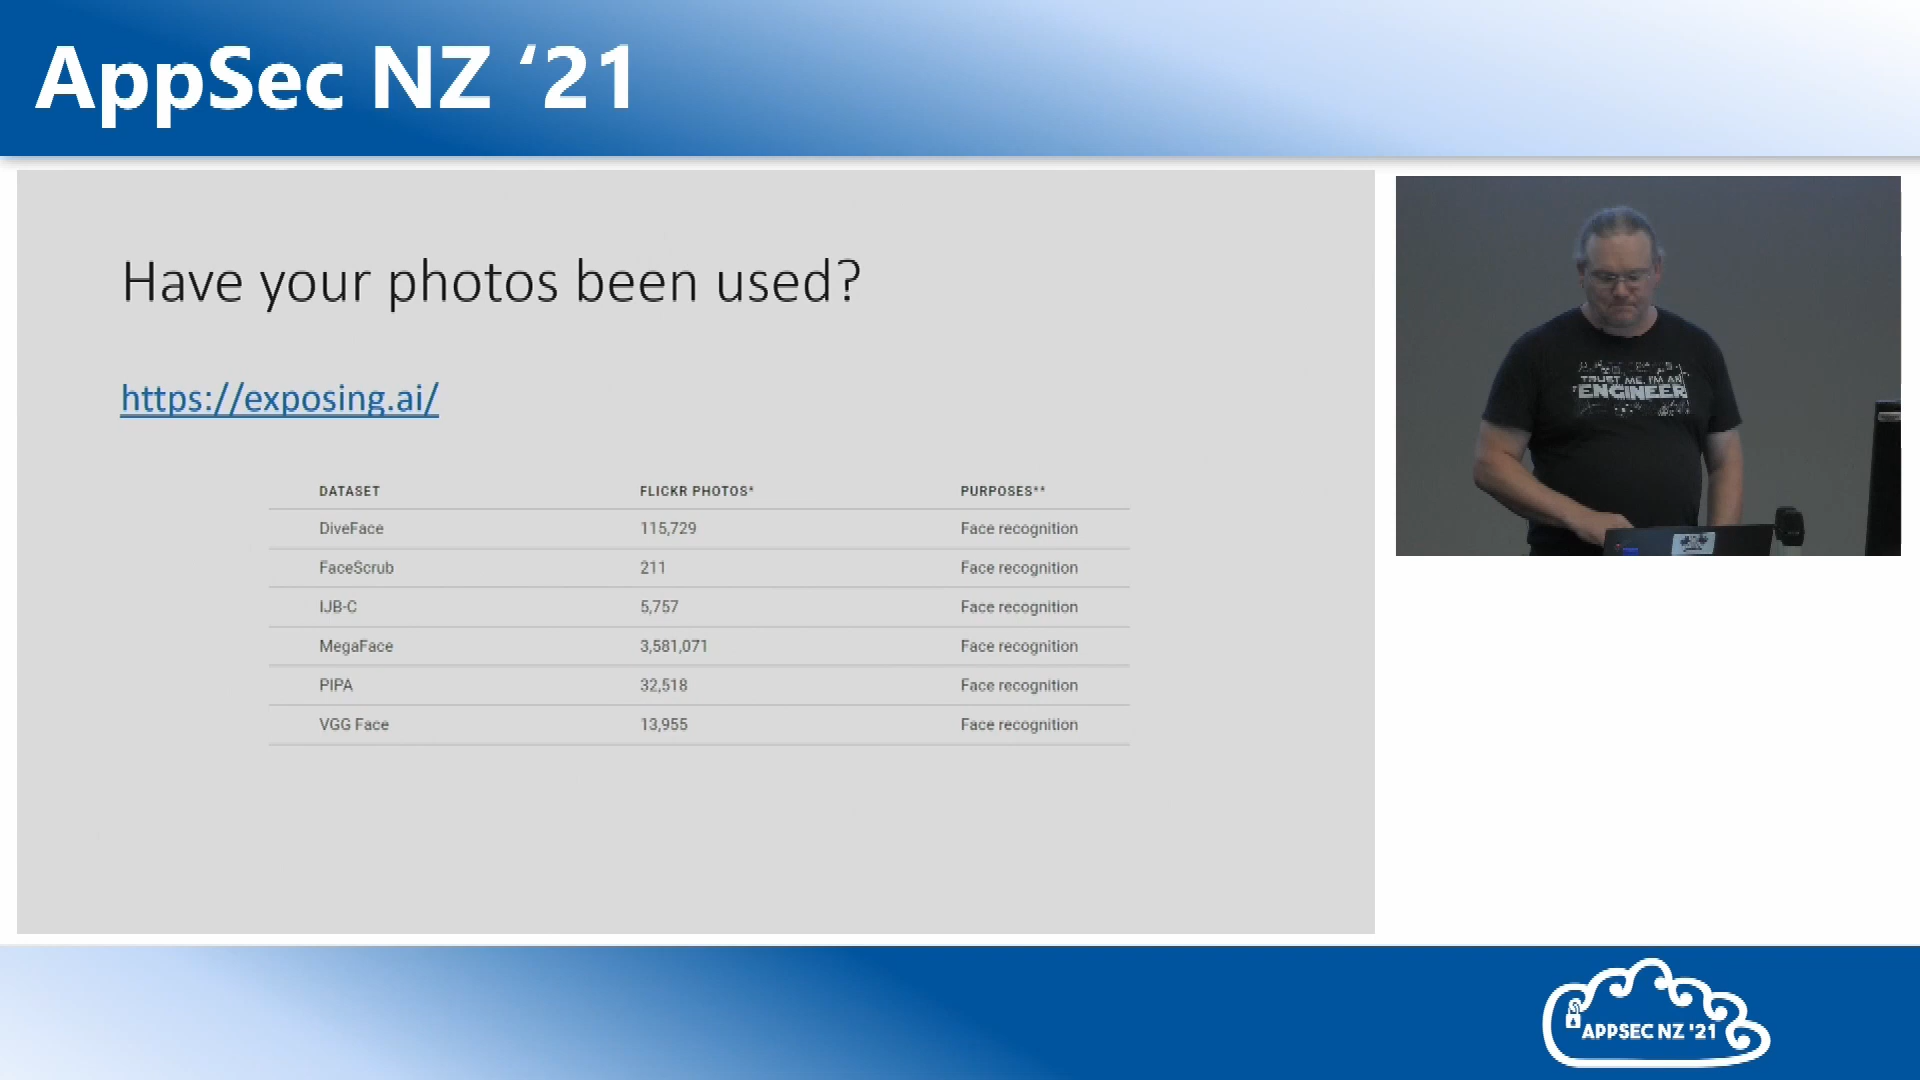 AppSec NZ ‘21
Have your photos been used?
https://exposing.ai/
DATASET FLICKR PHOTOS* PURPOSES**
DiveFace 115,729 Face recognition
FaceScrub 211 Face recognition
IJB-C 5,757 Face recognition
MegaFace 3,581,071 Face recognition
PIPA 32,518 Face recognition
VGG Face 13,955 Face recognition
TRUST ME, I'M AN
ENGINEER
APPSEC NZ '21